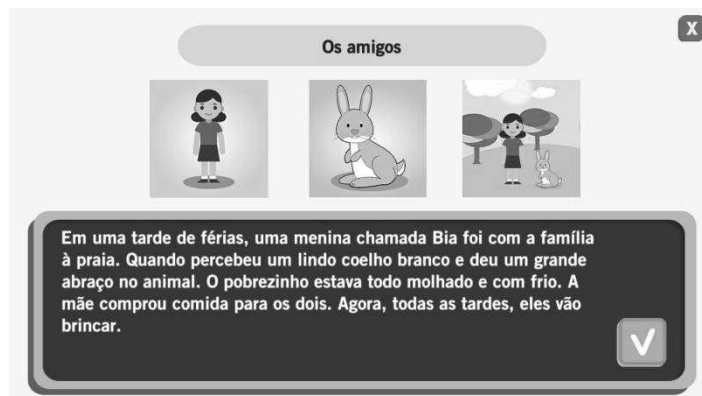 X
Os amigos
Em uma tarde de férias, uma menina chamada Bia foi com a família
à praia. Quando percebeu um lindo coelho branco e deu um grande
abraço no animal. O pobrezinho estava todo molhado e com frio. A
mãe comprou comida para os dois. Agora, todas as tardes, eles vão
brincar.